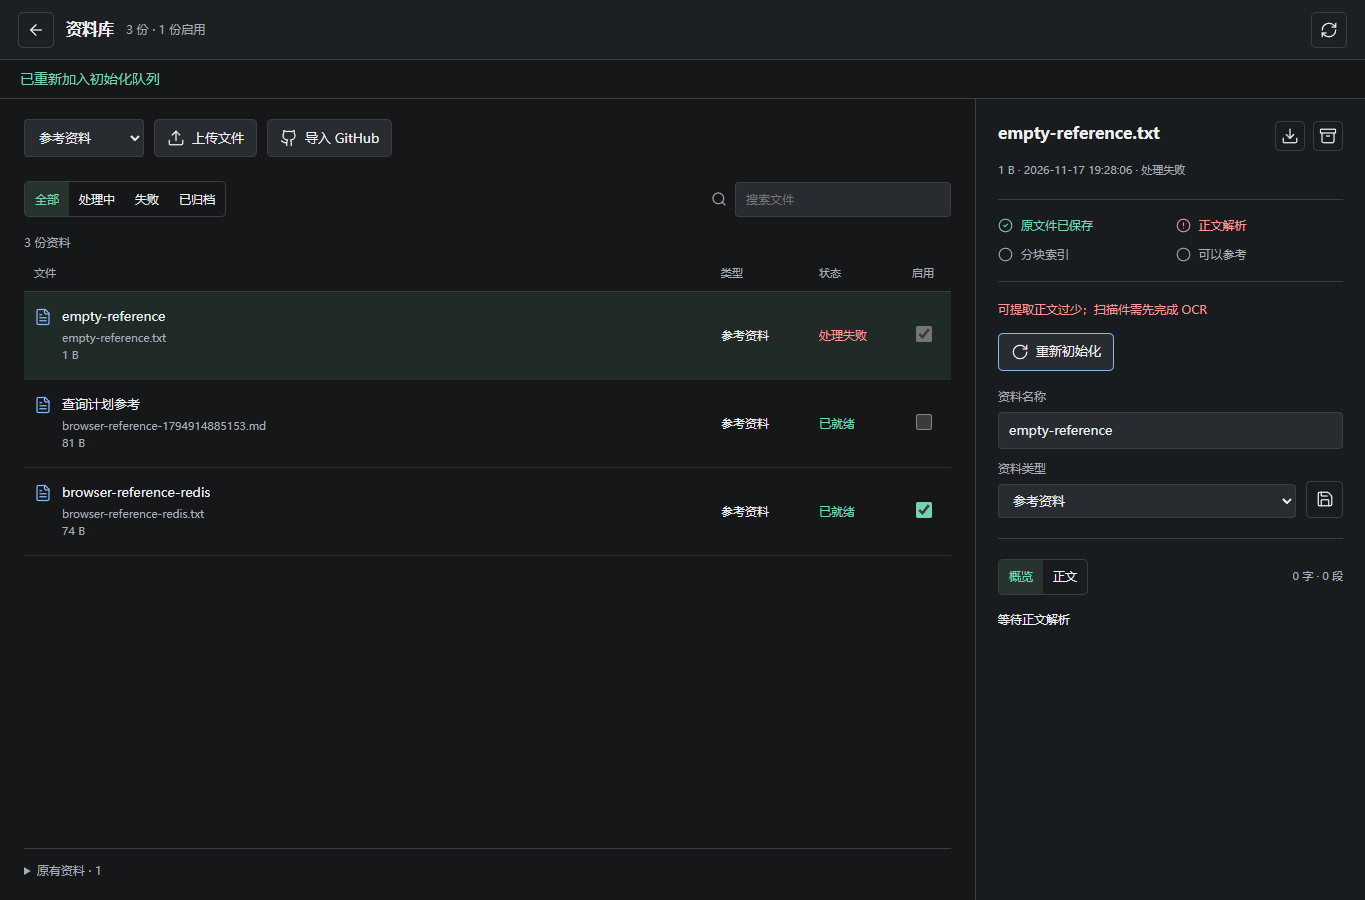 资料库 3 份 · 1 份启用
已重新加入初始化队列
参考资料 上传文件 导入 GitHub
全部 处理中 失败 已归档 搜索文件
3 份资料
文件 类型 状态 启用
empty-reference
empty-reference.txt
1 B
参考资料 处理失败
查询计划参考
browser-reference-1794914885153.md
81 B
参考资料 已就绪
browser-reference-redis
browser-reference-redis.txt
74 B
参考资料 已就绪
原有资料 · 1
empty-reference.txt
1 B · 2026-11-17 19:28:06 · 处理失败
原文件已保存 正文解析
分块索引 可以参考
可提取正文过少；扫描件需先完成 OCR
重新初始化
资料名称
empty-reference
资料类型
参考资料
概览 正文 0 字 · 0 段
等待正文解析